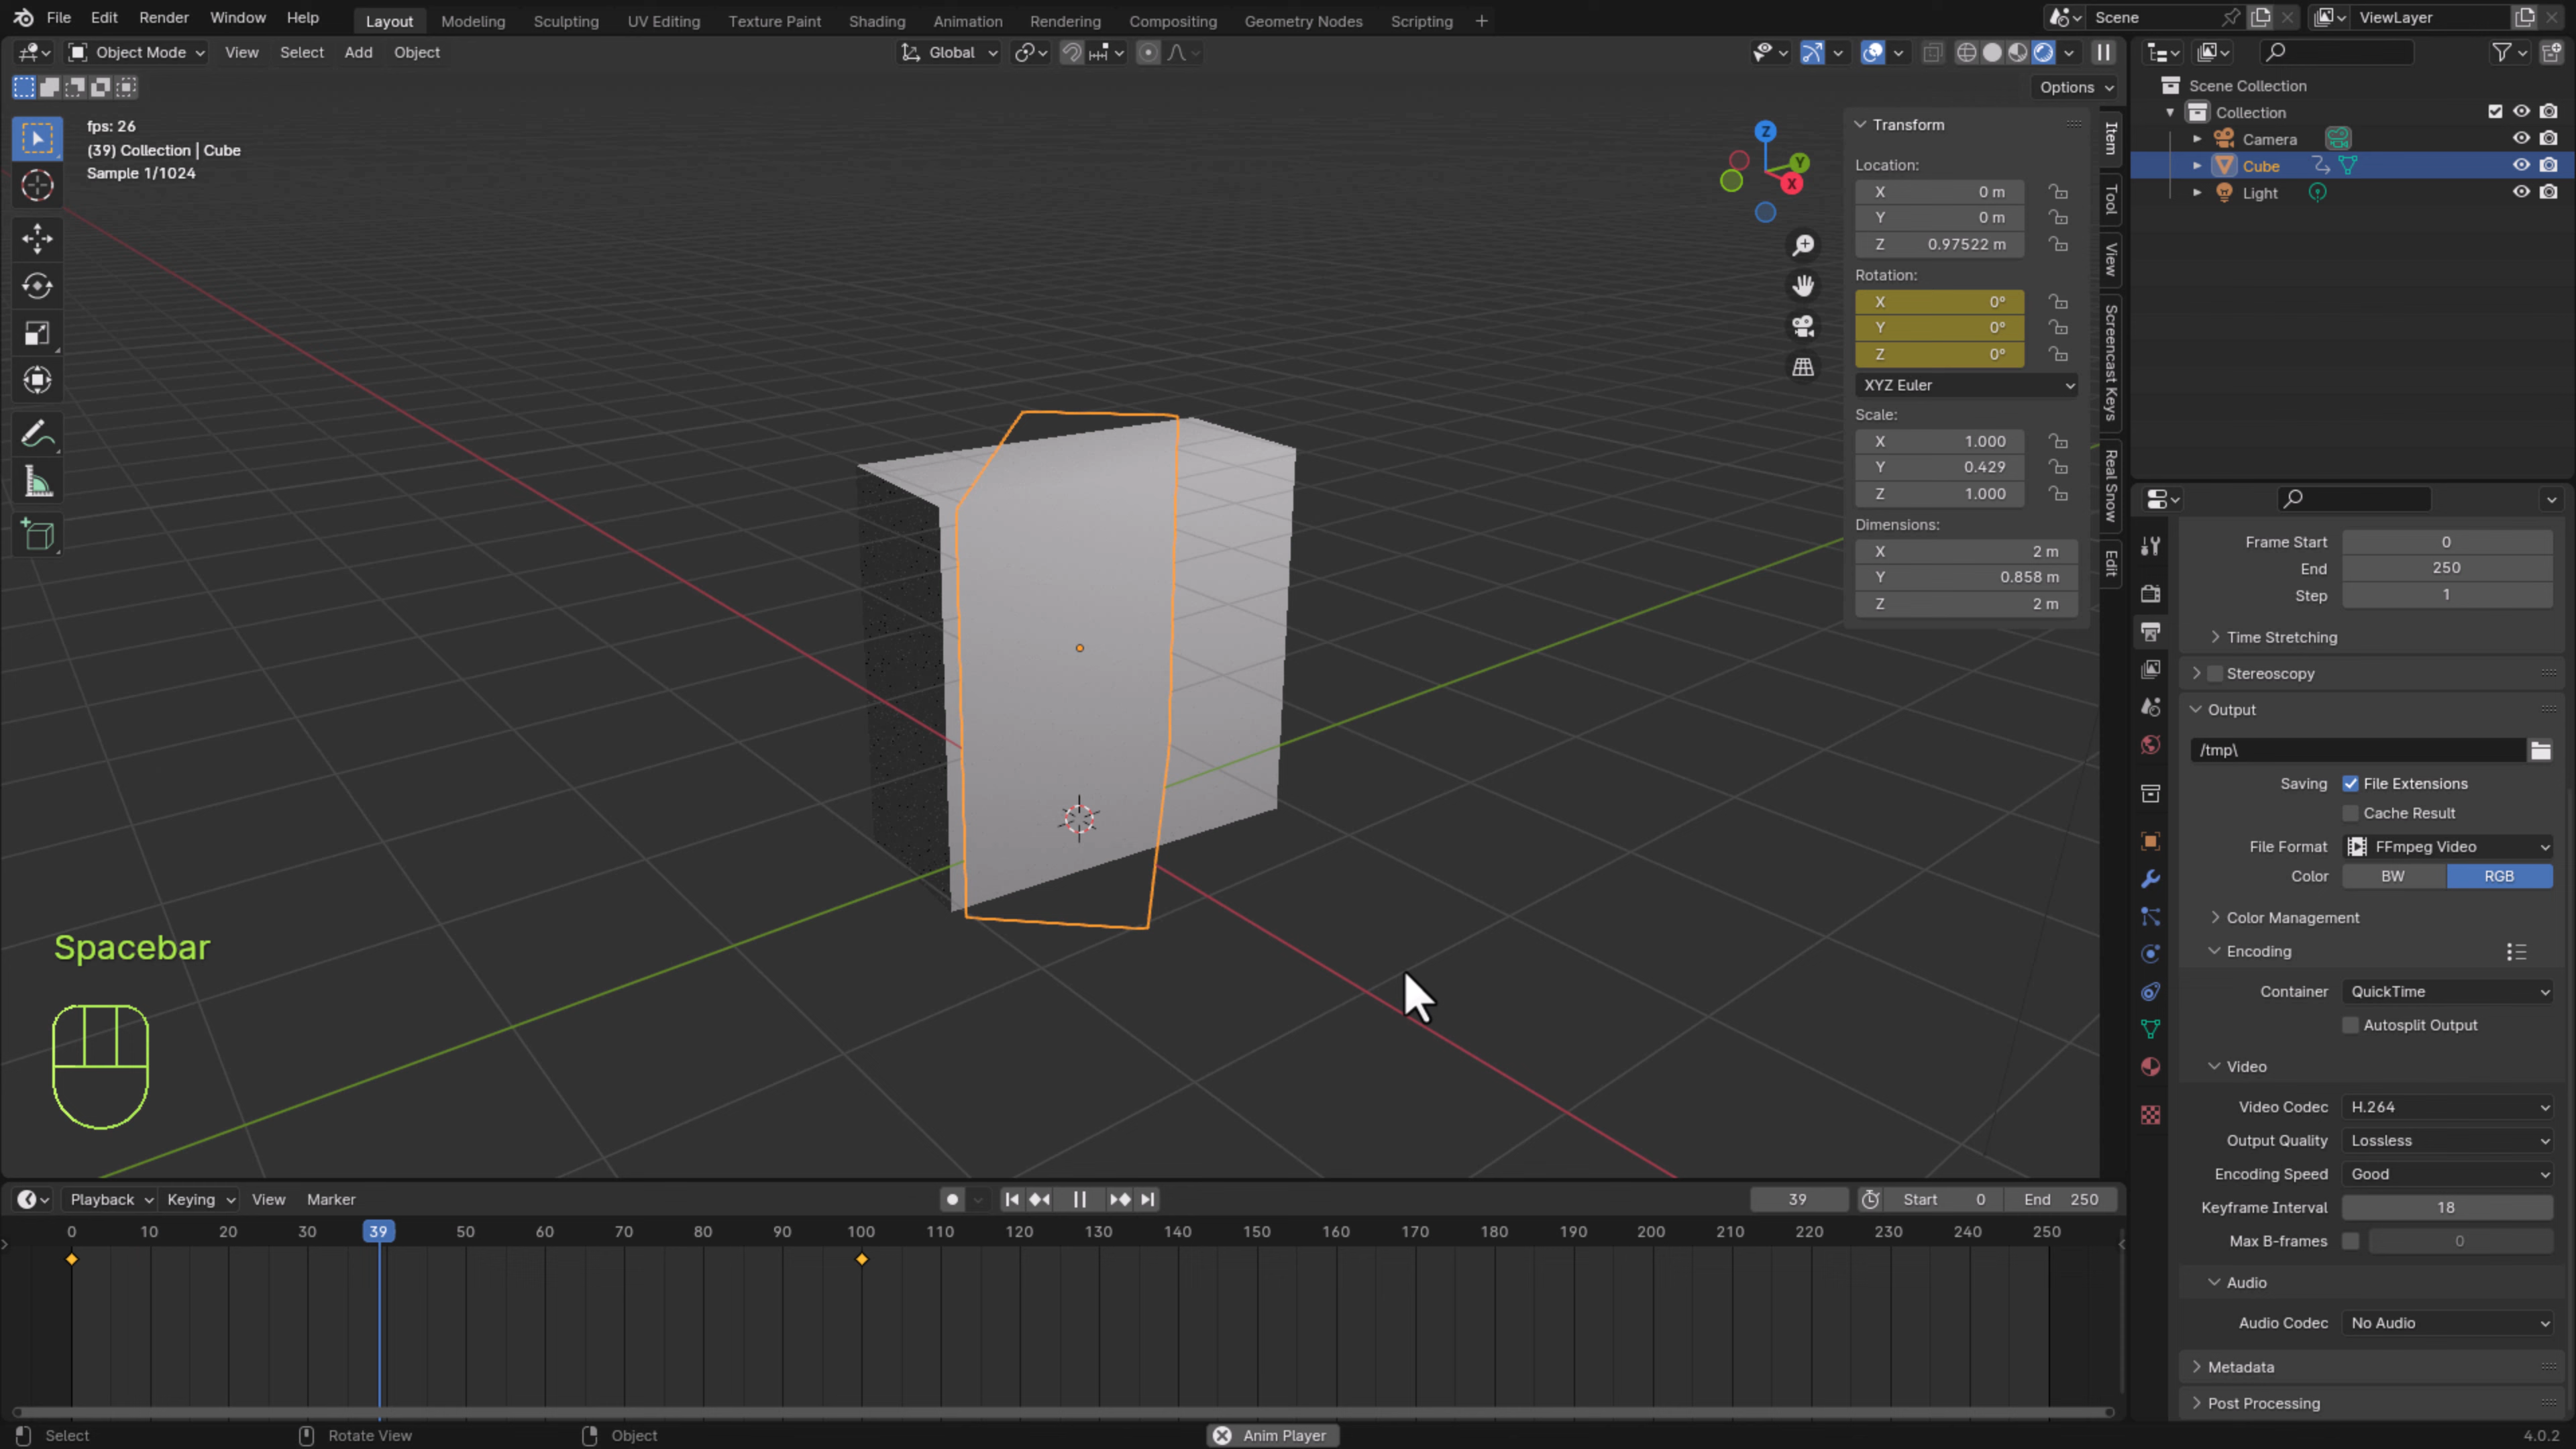 File Edit Render Window Help Layout Modeling Sculpting UV Editing Texture Paint Shading Animation Rendering Compositing Geometry Nodes Scripting + Scene ViewLayer
Object Mode View Select Add Object Global
Options
fps: 26
(39) Collection | Cube
Sample 1/1024
Z
Y
X
Transform
Location:
X 0 m
Y 0 m
Z 0.97522 m
Rotation:
X 0°
Y 0°
Z 0°
XYZ Euler
Scale:
X 1.000
Y 0.429
Z 1.000
Dimensions:
X 2 m
Y 0.858 m
Z 2 m
Item
Tool
View
Screencast Keys
Real Snow
Edit
Scene Collection
Collection
Camera
Cube
Light
Frame Start 0
End 250
Step 1
Time Stretching
Stereoscopy
Output
/tmp\
Saving File Extensions
Cache Result
File Format FFmpeg Video
Color BW RGB
Color Management
Encoding
Container QuickTime
Autosplit Output
Video
Video Codec H.264
Output Quality Lossless
Encoding Speed Good
Keyframe Interval 18
Max B-frames 0
Audio
Audio Codec No Audio
Metadata
Post Processing
Spacebar
Playback Keying View Marker 39 Start 0 End 250
0 10 20 30 39 50 60 70 80 90 100 110 120 130 140 150 160 170 180 190 200 210 220 230 240 250
Select Rotate View Object Anim Player 4.0.2